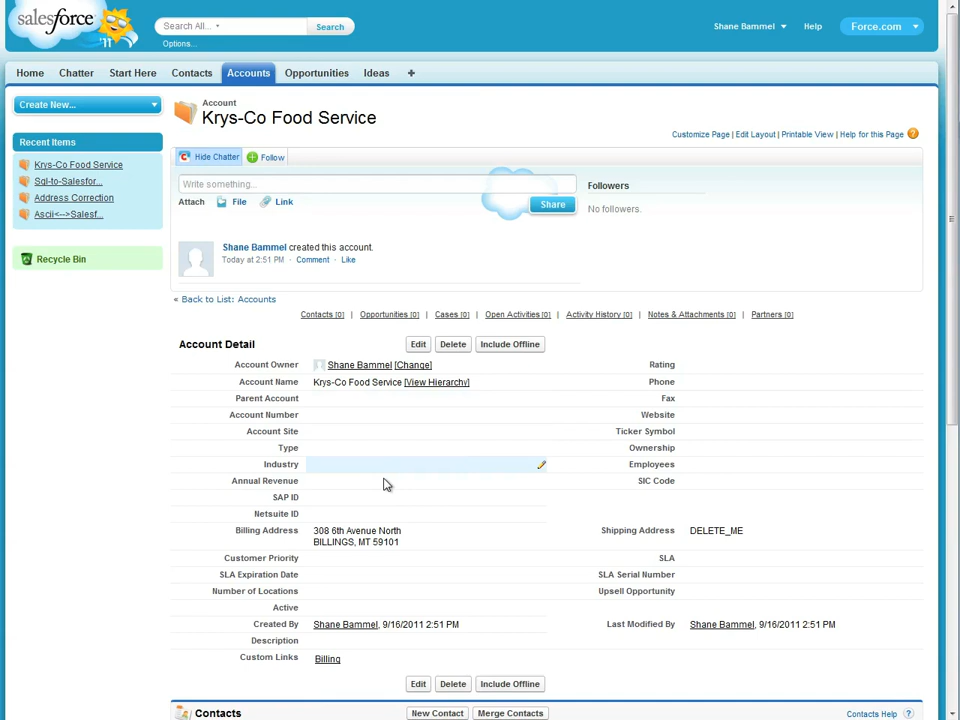 salesforce
Search All...
Search
Options...
Shane Bammel
Help
Force.com
Home
Chatter
Start Here
Contacts
Accounts
Opportunities
Ideas
+
Create New...
Recent Items
Krys-Co Food Service
Sql-to-Salesfor...
Address Correction
Ascii<-->Salesf...
Recycle Bin
Account
Krys-Co Food Service
Customize Page | Edit Layout | Printable View | Help for this Page ?
Hide Chatter
Follow
Write something...
Attach File Link
Share
Followers
No followers.
Shane Bammel created this account.
Today at 2:51 PM · Comment · Like
« Back to List: Accounts
Contacts [0] | Opportunities [0] | Cases [0] | Open Activities [0] | Activity History [0] | Notes & Attachments [0] | Partners [0]
Account Detail
Edit Delete Include Offline
Account Owner Shane Bammel [Change] Rating
Account Name Krys-Co Food Service [View Hierarchy] Phone
Parent Account Fax
Account Number Website
Account Site Ticker Symbol
Type Ownership
Industry Employees
Annual Revenue SIC Code
SAP ID
Netsuite ID
Billing Address 308 6th Avenue North Shipping Address DELETE_ME
BILLINGS, MT 59101
Customer Priority SLA
SLA Expiration Date SLA Serial Number
Number of Locations Upsell Opportunity
Active
Created By Shane Bammel, 9/16/2011 2:51 PM Last Modified By Shane Bammel, 9/16/2011 2:51 PM
Description
Custom Links Billing
Edit Delete Include Offline
Contacts
New Contact Merge Contacts
Contacts Help ?